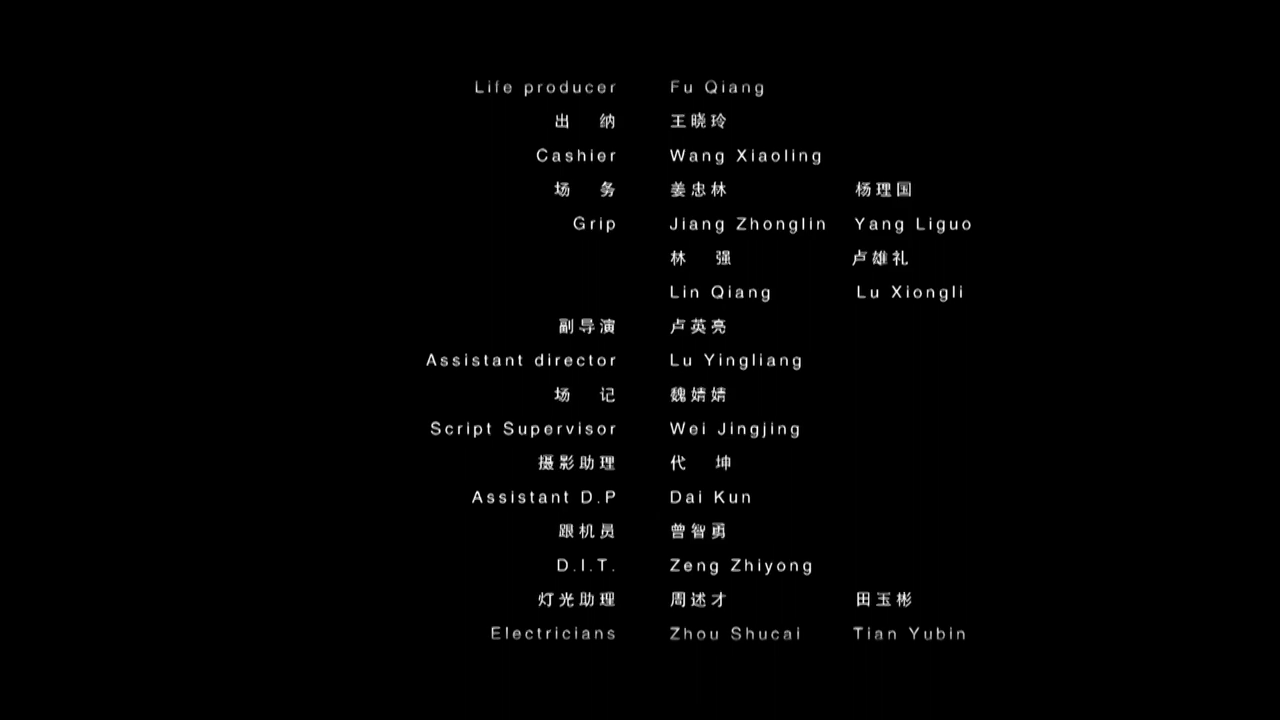 Life producer Fu Qiang
出 纳 王晓玲
Cashier Wang Xiaoling
场 务 姜忠林 杨理国
Grip Jiang Zhonglin Yang Liguo
林 强 卢雄礼
Lin Qiang Lu Xiongli
副导演 卢英亮
Assistant director Lu Yingliang
场 记 魏婧婧
Script Supervisor Wei Jingjing
摄影助理 代 坤
Assistant D.P Dai Kun
跟机员 曾智勇
D.I.T. Zeng Zhiyong
灯光助理 周述才 田玉彬
Electricians Zhou Shucai Tian Yubin